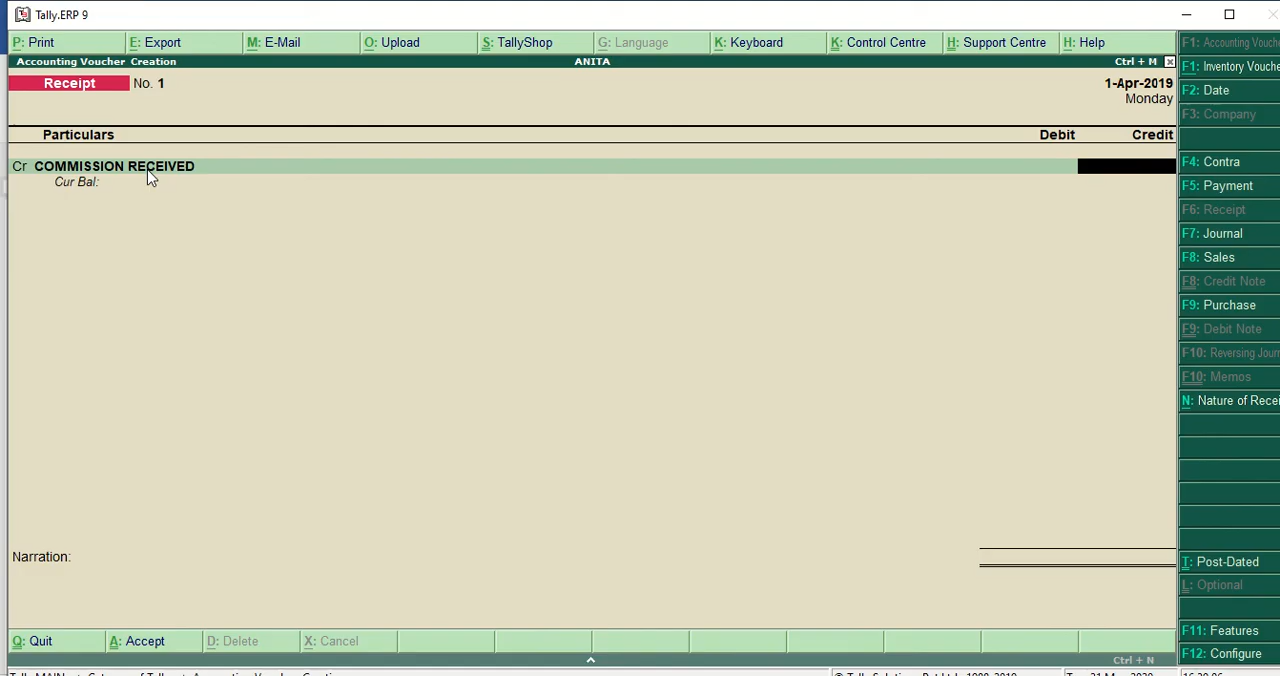 Tally.ERP 9
P: Print E: Export M: E-Mail O: Upload S: TallyShop G: Language K: Keyboard K: Control Centre H: Support Centre H: Help
Accounting Voucher Creation ANITA Ctrl + M
Receipt No. 1 1-Apr-2019
Monday
Particulars Debit Credit
Cr COMMISSION RECEIVED
Cur Bal:
Narration:
Q: Quit A: Accept D: Delete X: Cancel
Ctrl + N
F1: Accounting Vouch
F1: Inventory Vouche
F2: Date
F3: Company
F4: Contra
F5: Payment
F6: Receipt
F7: Journal
F8: Sales
F8: Credit Note
F9: Purchase
F9: Debit Note
F10: Reversing Jour
F10: Memos
N: Nature of Recei
T: Post-Dated
L: Optional
F11: Features
F12: Configure